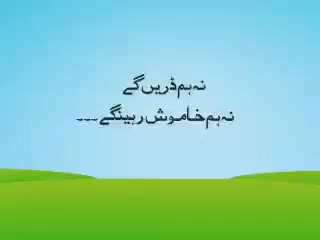 نہ ہم ڈریں گے
نہ ہم خاموش رہینگے ---